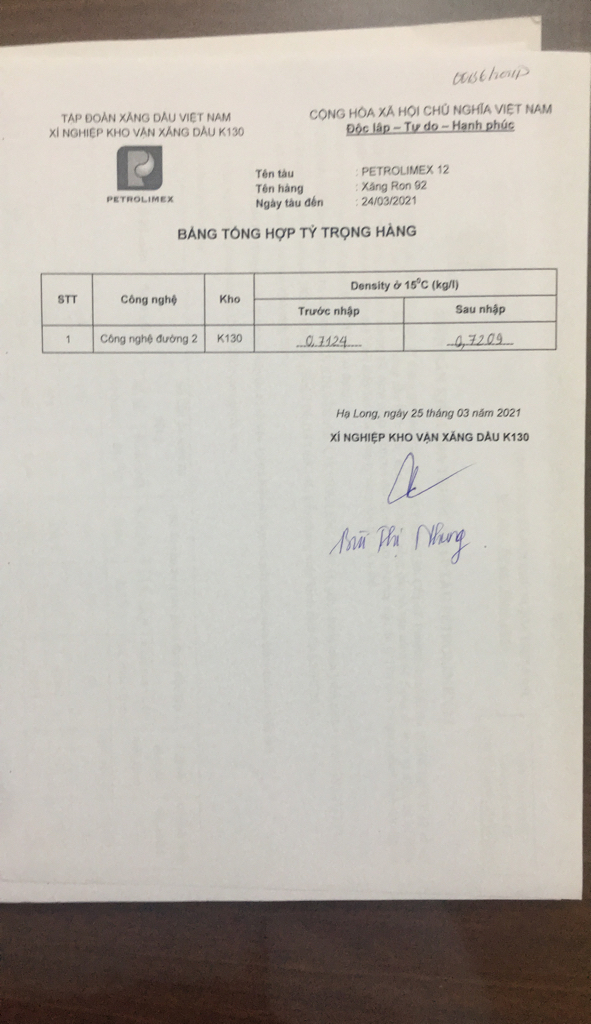 TẬP ĐOÀN XĂNG DẦU VIỆT NAM
XÍ NGHIỆP KHO VẬN XĂNG DẦU K130
CỘNG HÒA XÃ HỘI CHỦ NGHĨA VIỆT NAM
Độc lập – Tự do – Hạnh phúc
PETROLIMEX
Tên tàu : PETROLIMEX 12
Tên hàng : Xăng Ron 92
Ngày tàu đến : 24/03/2021
BẢNG TỔNG HỢP TỶ TRỌNG HÀNG
STT Công nghệ Kho Density ở 15⁰C (kg/l)
Trước nhập Sau nhập
1 Công nghệ đường 2 K130 0,7124 0,7209
Hạ Long, ngày 25 tháng 03 năm 2021
XÍ NGHIỆP KHO VẬN XĂNG DẦU K130
Bùi Thị Nhung